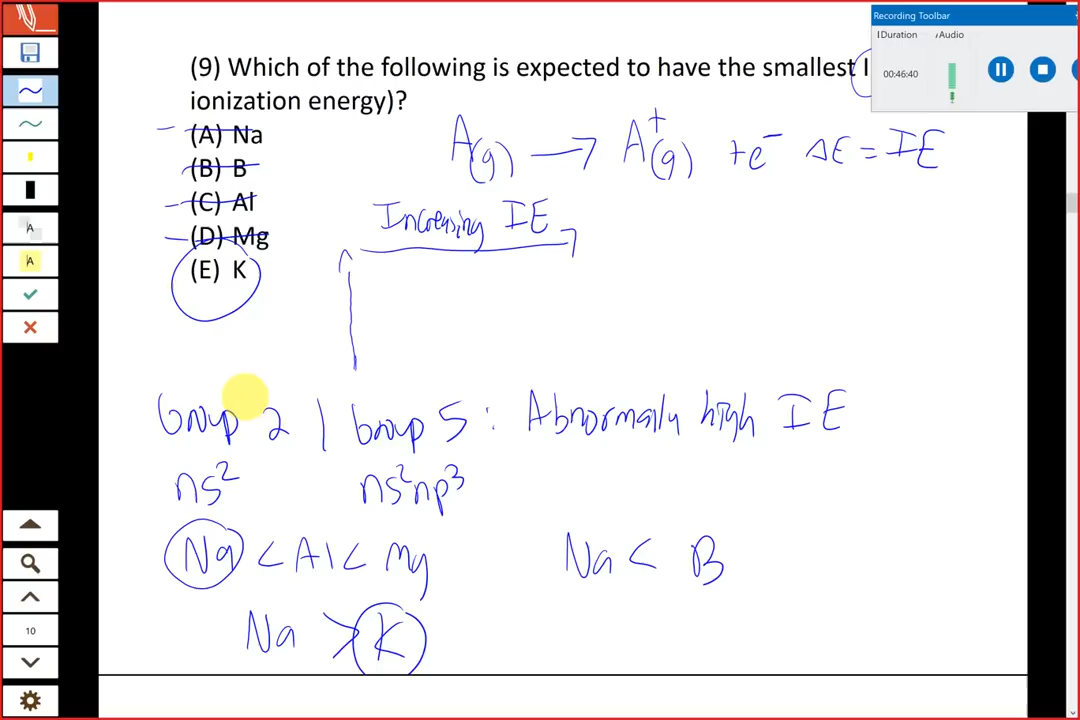 Recording Toolbar
Duration
Audio
00:46:40
(9) Which of the following is expected to have the smallest I
ionization energy)?
(A) Na
(B) B
(C) Al
(D) Mg
(E) K
A(g) → A⁺(g) + e⁻ ΔE = IE
Increasing IE
Group 2 | Group 5 : Abnormally high IE
ns² ns²np³
Na < Al < Mg Na < B
Na > K
A
A
10